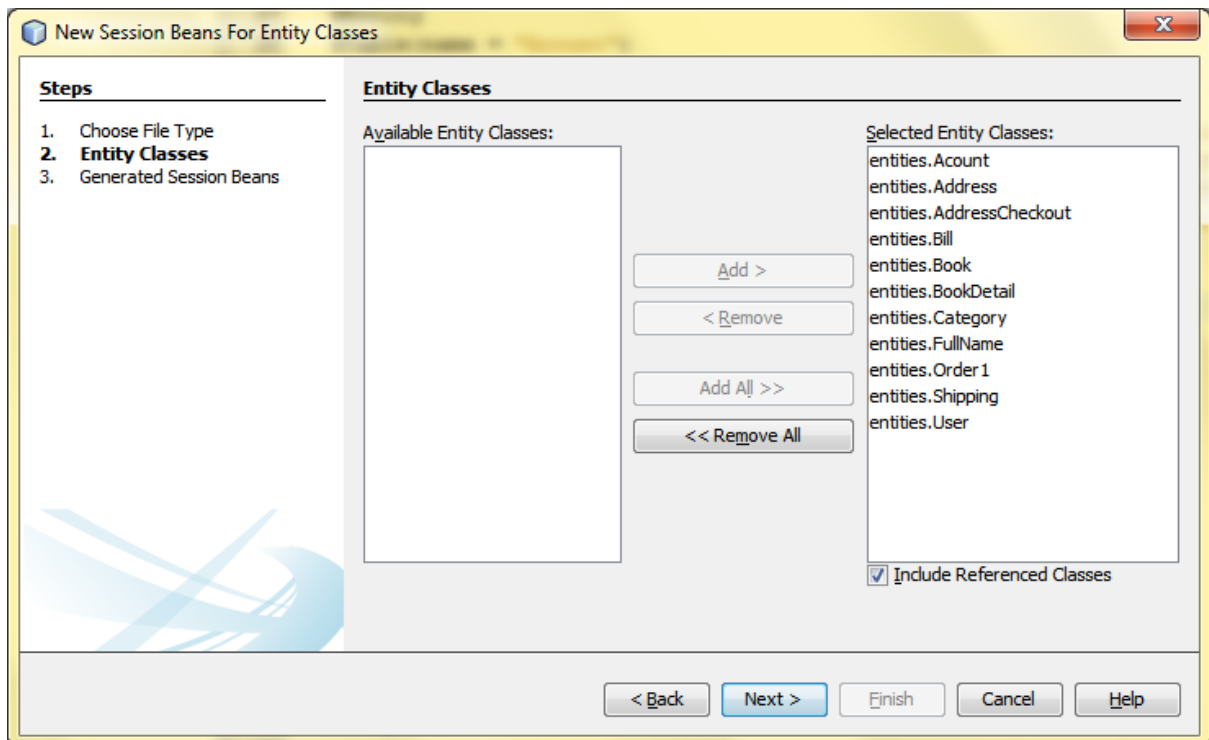 New Session Beans For Entity Classes
Steps
1. Choose File Type
2. Entity Classes
3. Generated Session Beans
Entity Classes
Available Entity Classes:
Add >
< Remove
Add All >>
<< Remove All
Selected Entity Classes:
entities.Acount
entities.Address
entities.AddressCheckout
entities.Bill
entities.Book
entities.BookDetail
entities.Category
entities.FullName
entities.Order1
entities.Shipping
entities.User
Include Referenced Classes
< Back Next > Finish Cancel Help